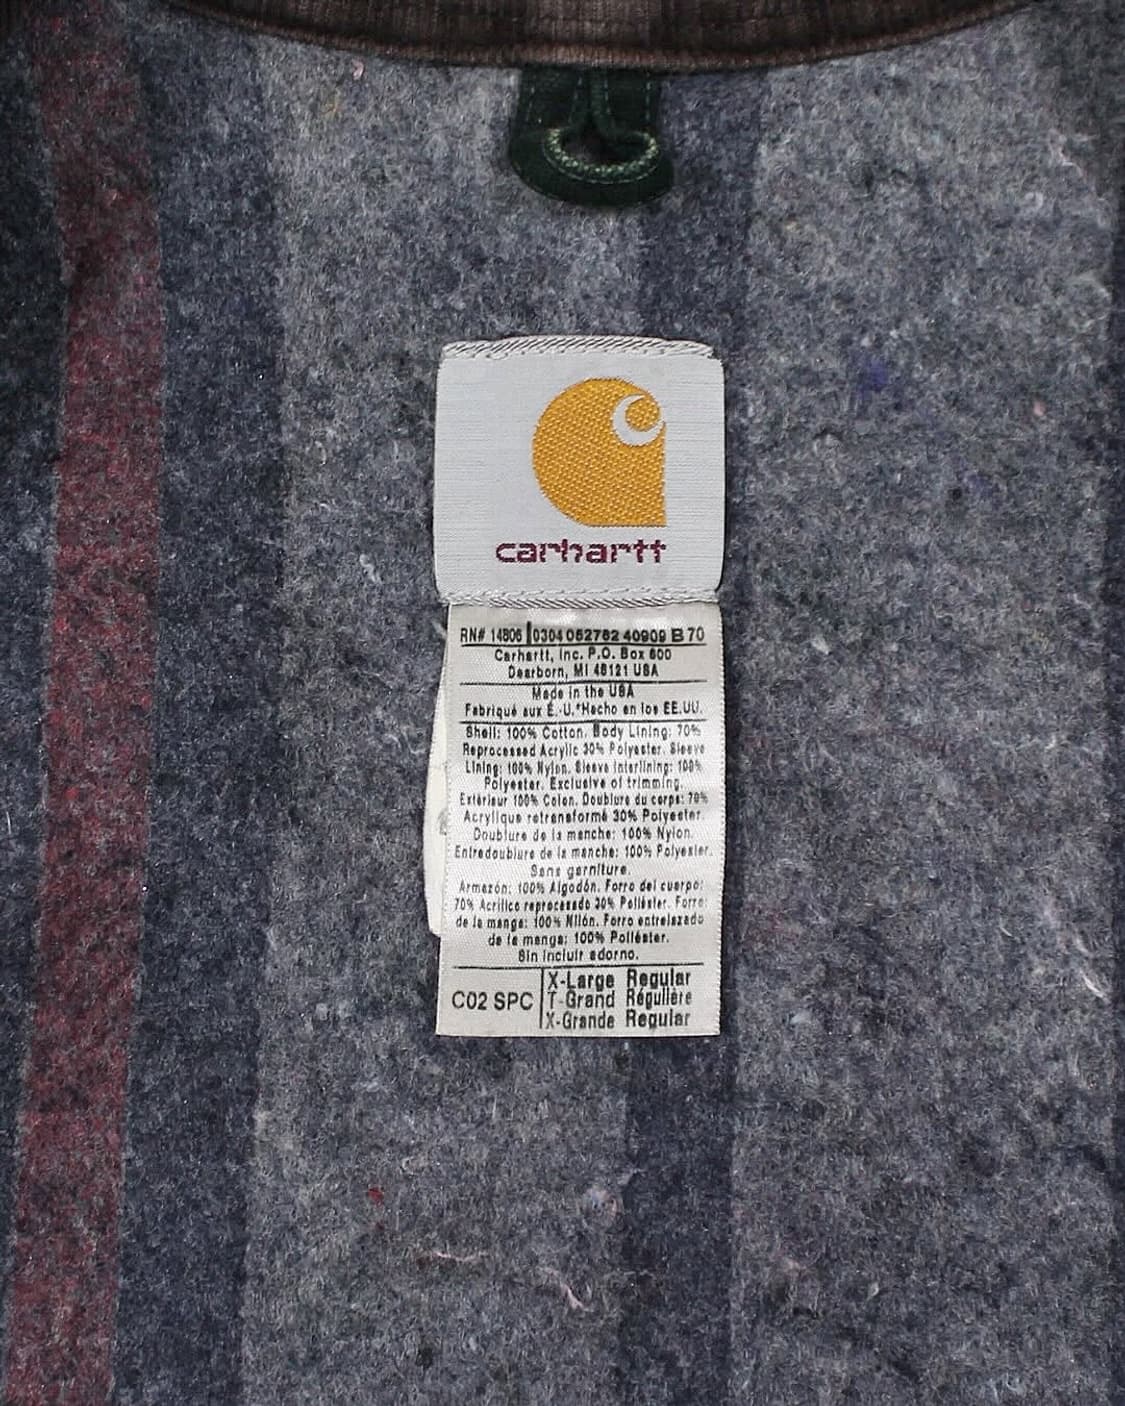 carhartt
RN# 14806 0304 052762 40909 B 70
Carhartt, Inc. P.O. Box 600
Dearborn, MI 48121 USA
Made in the USA
Fabriqué aux É.-U.*Hecho en los EE.UU.
Shell: 100% Cotton. Body Lining: 70%
Reprocessed Acrylic 30% Polyester. Sleeve
Lining: 100% Nylon. Sleeve Interlining: 100%
Polyester. Exclusive of trimming.
Extérieur 100% Coton. Doublure du corps: 70%
Acrylique retransformé 30% Polyester.
Doublure de la manche: 100% Nylon.
Entredoublure de la manche: 100% Polyester.
Sans garniture.
Armazón: 100% Algodón. Forro del cuerpo:
70% Acrílico reprocesado 30% Poliéster. Forro
de la manga: 100% Nilón. Forro entrelazado
de la manga: 100% Poliéster.
Sin incluir adorno.
C02 SPC
X-Large Regular
T-Grand Régulière
X-Grande Regular